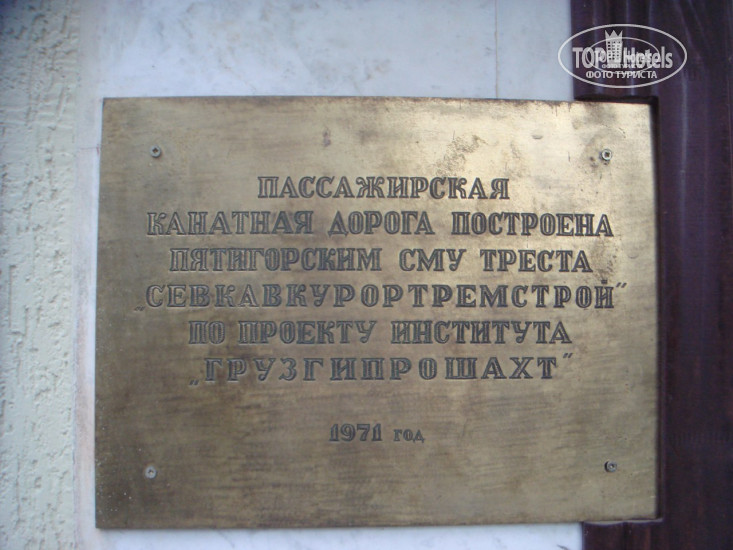 TOP Hotels
ФОТО ТУРИСТА
ПАССАЖИРСКАЯ
КАНАТНАЯ ДОРОГА ПОСТРОЕНА
ПЯТИГОРСКИМ СМУ ТРЕСТА
„СЕВКАВКУРОРТРЕМСТРОЙ"
ПО ПРОЕКТУ ИНСТИТУТА
„ГРУЗГИПРОШАХТ"
1971 год